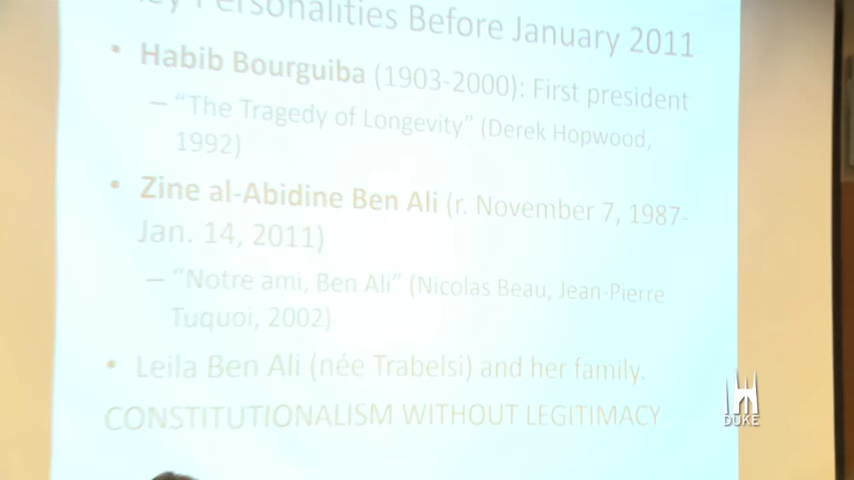 Personalities Before January 2011
• Habib Bourguiba (1903-2000): First president
– "The Tragedy of Longevity" (Derek Hopwood,
1992)
• Zine al-Abidine Ben Ali (r. November 7, 1987-
Jan. 14, 2011)
– "Notre ami, Ben Ali" (Nicolas Beau, Jean-Pierre
Tuquoi, 2002)
• Leila Ben Ali (née Trabelsi) and her family.
CONSTITUTIONALISM WITHOUT LEGITIMACY
DUKE